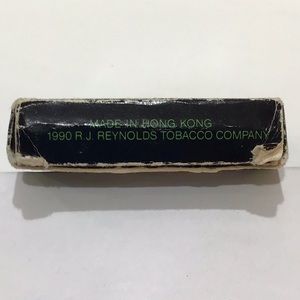 MADE IN HONG KONG
1990 R.J. REYNOLDS TOBACCO COMPANY